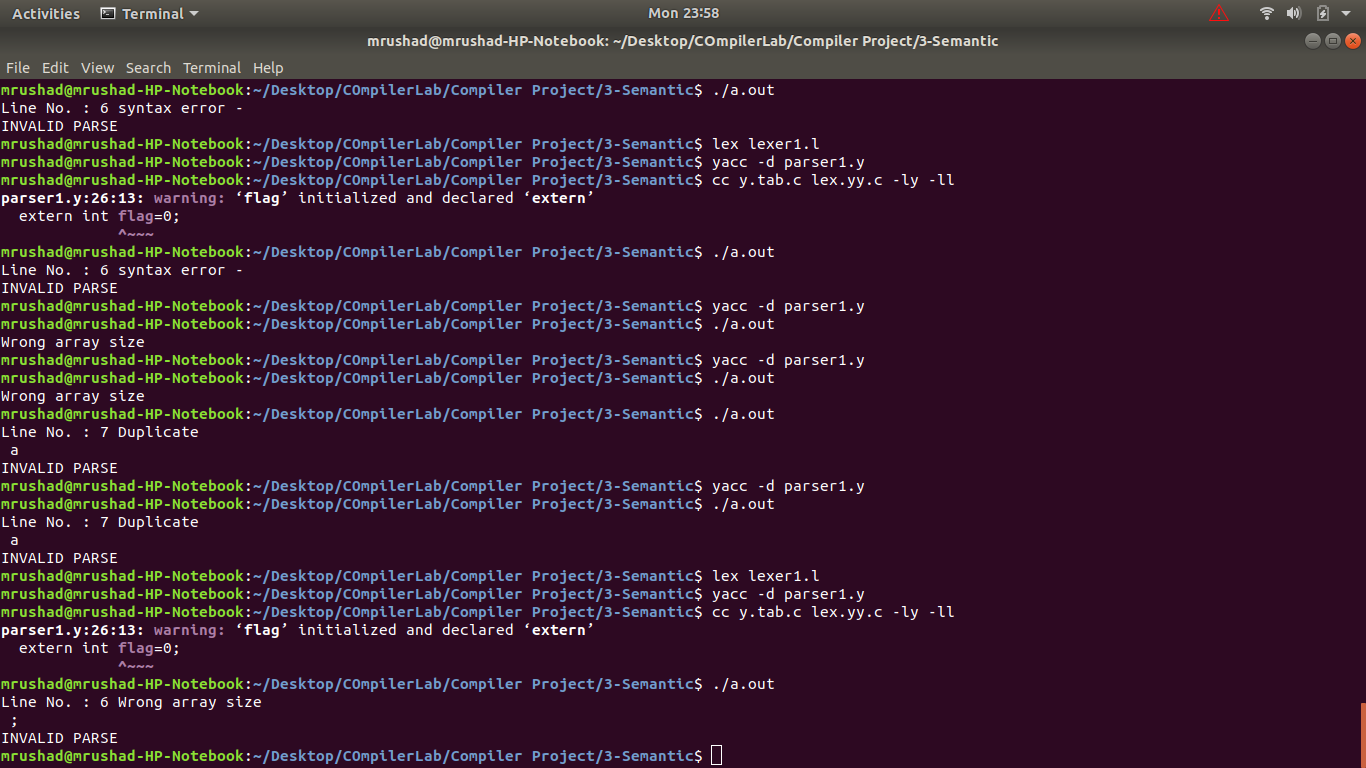 Activities Terminal Mon 23:58
mrushad@mrushad-HP-Notebook: ~/Desktop/COmpilerLab/Compiler Project/3-Semantic
File Edit View Search Terminal Help
mrushad@mrushad-HP-Notebook:~/Desktop/COmpilerLab/Compiler Project/3-Semantic$ ./a.out
Line No. : 6 syntax error -
INVALID PARSE
mrushad@mrushad-HP-Notebook:~/Desktop/COmpilerLab/Compiler Project/3-Semantic$ lex lexer1.l
mrushad@mrushad-HP-Notebook:~/Desktop/COmpilerLab/Compiler Project/3-Semantic$ yacc -d parser1.y
mrushad@mrushad-HP-Notebook:~/Desktop/COmpilerLab/Compiler Project/3-Semantic$ cc y.tab.c lex.yy.c -ly -ll
parser1.y:26:13: warning: ‘flag’ initialized and declared ‘extern’
  extern int flag=0;
             ^~~~
mrushad@mrushad-HP-Notebook:~/Desktop/COmpilerLab/Compiler Project/3-Semantic$ ./a.out
Line No. : 6 syntax error -
INVALID PARSE
mrushad@mrushad-HP-Notebook:~/Desktop/COmpilerLab/Compiler Project/3-Semantic$ yacc -d parser1.y
mrushad@mrushad-HP-Notebook:~/Desktop/COmpilerLab/Compiler Project/3-Semantic$ ./a.out
Wrong array size
mrushad@mrushad-HP-Notebook:~/Desktop/COmpilerLab/Compiler Project/3-Semantic$ yacc -d parser1.y
mrushad@mrushad-HP-Notebook:~/Desktop/COmpilerLab/Compiler Project/3-Semantic$ ./a.out
Wrong array size
mrushad@mrushad-HP-Notebook:~/Desktop/COmpilerLab/Compiler Project/3-Semantic$ ./a.out
Line No. : 7 Duplicate
 a
INVALID PARSE
mrushad@mrushad-HP-Notebook:~/Desktop/COmpilerLab/Compiler Project/3-Semantic$ yacc -d parser1.y
mrushad@mrushad-HP-Notebook:~/Desktop/COmpilerLab/Compiler Project/3-Semantic$ ./a.out
Line No. : 7 Duplicate
 a
INVALID PARSE
mrushad@mrushad-HP-Notebook:~/Desktop/COmpilerLab/Compiler Project/3-Semantic$ lex lexer1.l
mrushad@mrushad-HP-Notebook:~/Desktop/COmpilerLab/Compiler Project/3-Semantic$ yacc -d parser1.y
mrushad@mrushad-HP-Notebook:~/Desktop/COmpilerLab/Compiler Project/3-Semantic$ cc y.tab.c lex.yy.c -ly -ll
parser1.y:26:13: warning: ‘flag’ initialized and declared ‘extern’
  extern int flag=0;
             ^~~~
mrushad@mrushad-HP-Notebook:~/Desktop/COmpilerLab/Compiler Project/3-Semantic$ ./a.out
Line No. : 6 Wrong array size
 ;
INVALID PARSE
mrushad@mrushad-HP-Notebook:~/Desktop/COmpilerLab/Compiler Project/3-Semantic$